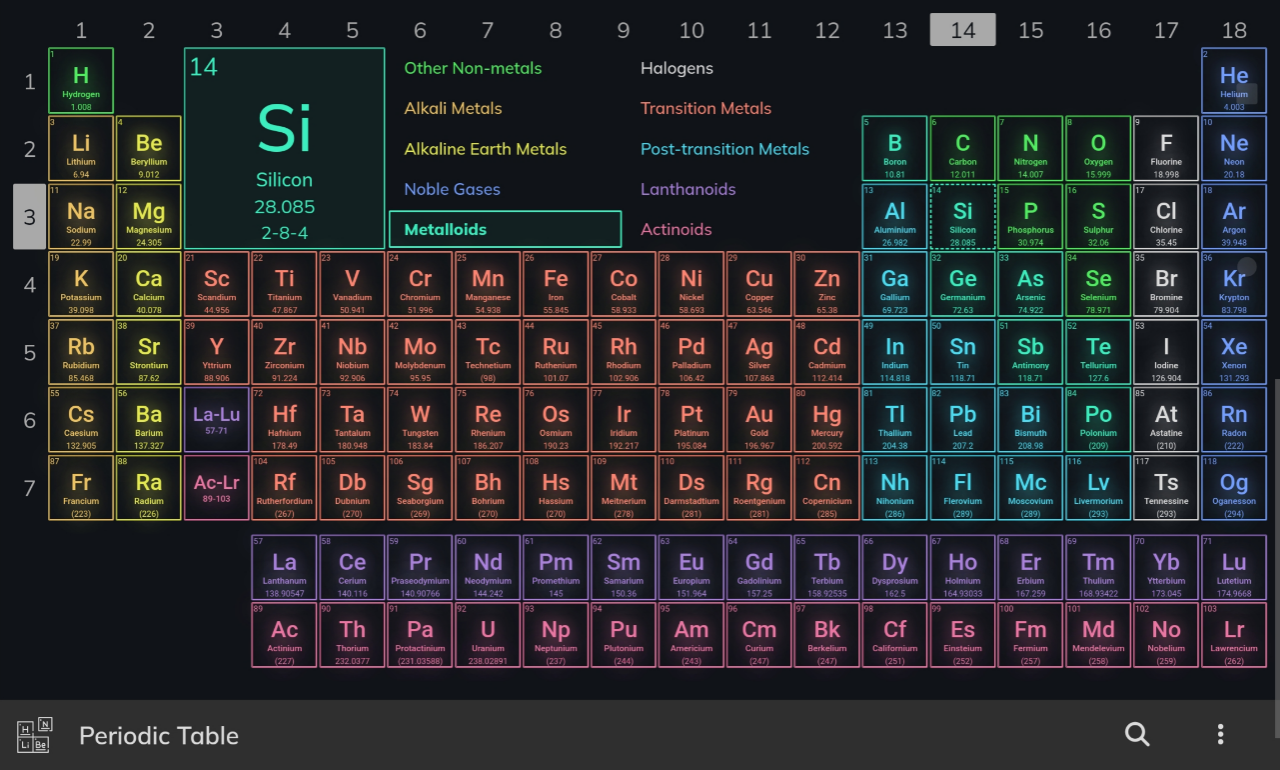 1 2 3 4 5 6 7 8 9 10 11 12 13 14 15 16 17 18
1
1
H
Hydrogen
1.008
14
Si
Silicon
28.085
2-8-4
Other Non-metals
Halogens
Alkali Metals
Transition Metals
Alkaline Earth Metals
Post-transition Metals
Noble Gases
Lanthanoids
Metalloids
Actinoids
2
He
Helium
4.003
2
3 4 5 6 7 8 9 10
Li Be B C N O F Ne
Lithium Beryllium Boron Carbon Nitrogen Oxygen Fluorine Neon
6.94 9.012 10.81 12.011 14.007 15.999 18.998 20.18
3
11 12 13 14 15 16 17 18
Na Mg Al Si P S Cl Ar
Sodium Magnesium Aluminium Silicon Phosphorus Sulphur Chlorine Argon
22.99 24.305 26.982 28.085 30.974 32.06 35.45 39.948
4
19 20 21 22 23 24 25 26 27 28 29 30 31 32 33 34 35 36
K Ca Sc Ti V Cr Mn Fe Co Ni Cu Zn Ga Ge As Se Br Kr
Potassium Calcium Scandium Titanium Vanadium Chromium Manganese Iron Cobalt Nickel Copper Zinc Gallium Germanium Arsenic Selenium Bromine Krypton
39.098 40.078 44.956 47.867 50.941 51.996 54.938 55.845 58.933 58.693 63.546 65.38 69.723 72.63 74.922 78.971 79.904 83.798
5
37 38 39 40 41 42 43 44 45 46 47 48 49 50 51 52 53 54
Rb Sr Y Zr Nb Mo Tc Ru Rh Pd Ag Cd In Sn Sb Te I Xe
Rubidium Strontium Yttrium Zirconium Niobium Molybdenum Technetium Ruthenium Rhodium Palladium Silver Cadmium Indium Tin Antimony Tellurium Iodine Xenon
85.468 87.62 88.906 91.224 92.906 95.95 (98) 101.07 102.906 106.42 107.868 112.414 114.818 118.71 118.71 127.6 126.904 131.293
6
55 56 72 73 74 75 76 77 78 79 80 81 82 83 84 85 86
Cs Ba La-Lu Hf Ta W Re Os Ir Pt Au Hg Tl Pb Bi Po At Rn
Caesium Barium 57-71 Hafnium Tantalum Tungsten Rhenium Osmium Iridium Platinum Gold Mercury Thallium Lead Bismuth Polonium Astatine Radon
132.905 137.327 178.49 180.948 183.84 186.207 190.23 192.217 195.084 196.967 200.592 204.38 207.2 208.98 (209) (210) (222)
7
87 88 104 105 106 107 108 109 110 111 112 113 114 115 116 117 118
Fr Ra Ac-Lr Rf Db Sg Bh Hs Mt Ds Rg Cn Nh Fl Mc Lv Ts Og
Francium Radium 89-103 Rutherfordium Dubnium Seaborgium Bohrium Hassium Meitnerium Darmstadtium Roentgenium Copernicium Nihonium Flerovium Moscovium Livermorium Tennessine Oganesson
(223) (226) (267) (270) (269) (270) (270) (278) (281) (281) (285) (286) (289) (289) (293) (293) (294)
57 58 59 60 61 62 63 64 65 66 67 68 69 70 71
La Ce Pr Nd Pm Sm Eu Gd Tb Dy Ho Er Tm Yb Lu
Lanthanum Cerium Praseodymium Neodymium Promethium Samarium Europium Gadolinium Terbium Dysprosium Holmium Erbium Thulium Ytterbium Lutetium
138.90547 140.116 140.90766 144.242 145 150.36 151.964 157.25 158.92535 162.5 164.93033 167.259 168.93422 173.045 174.9668
89 90 91 92 93 94 95 96 97 98 99 100 101 102 103
Ac Th Pa U Np Pu Am Cm Bk Cf Es Fm Md No Lr
Actinium Thorium Protactinium Uranium Neptunium Plutonium Americium Curium Berkelium Californium Einsteium Fermium Mendelevium Nobelium Lawrencium
(227) 232.0377 (231.03588) 238.02891 (237) (244) (243) (247) (247) (251) (252) (257) (258) (259) (262)
H N
Li Be
Periodic Table